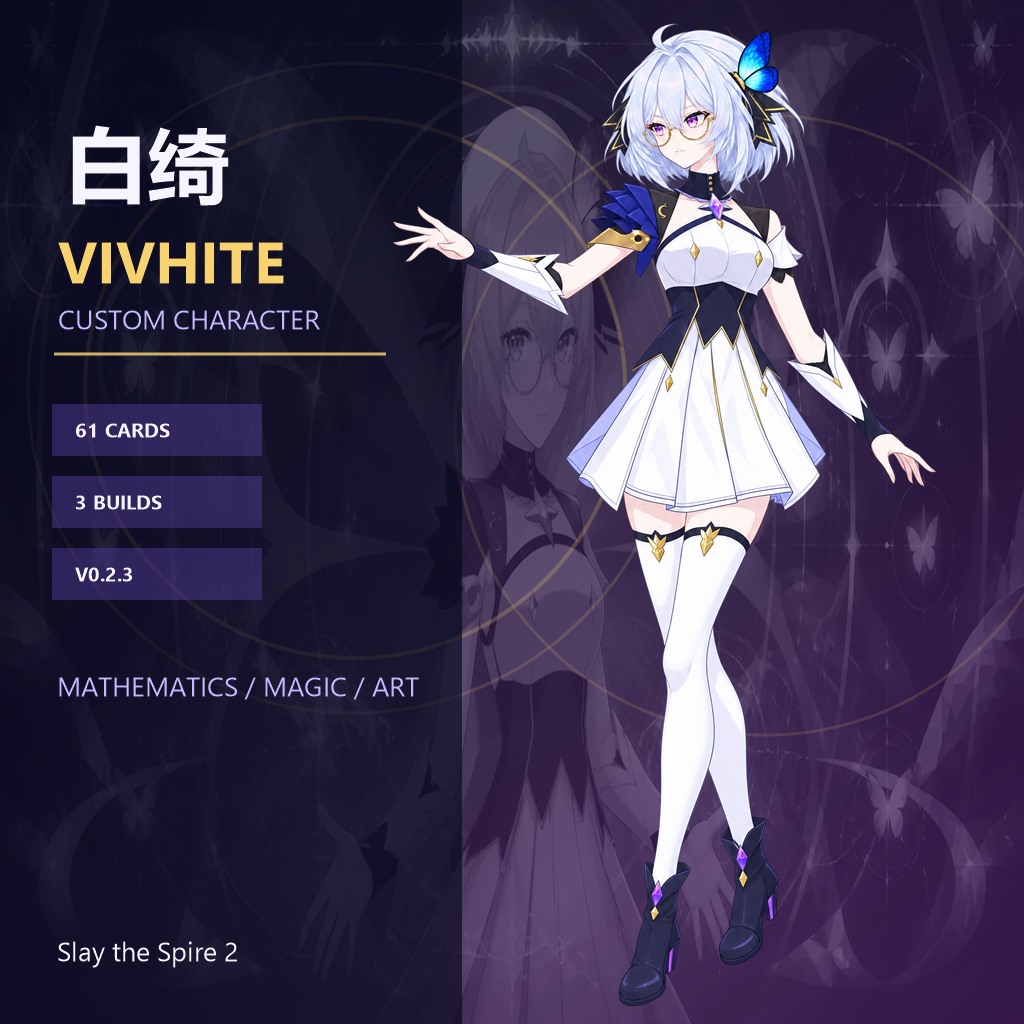 白绮
VIVHITE
CUSTOM CHARACTER
61 CARDS
3 BUILDS
V0.2.3
MATHEMATICS / MAGIC / ART
Slay the Spire 2